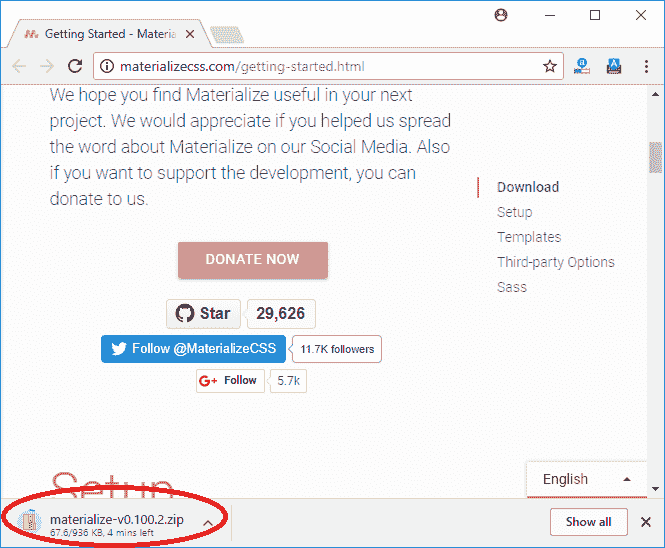 Getting Started - Materia
materializecss.com/getting-started.html
We hope you find Materialize useful in your next
project. We would appreciate if you helped us spread
the word about Materialize on our Social Media. Also
if you want to support the development, you can
donate to us.
DONATE NOW
Star 29,626
Follow @MaterializeCSS 11.7K followers
G+ Follow 5.7k
Download
Setup
Templates
Third-party Options
Sass
Setup
English
materialize-v0.100.2.zip
67.6/936 KB, 4 mins left
Show all